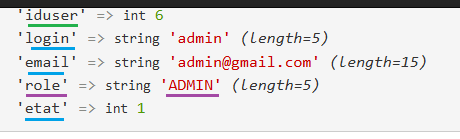 'iduser' => int 6
'login' => string 'admin' (length=5)
'email' => string 'admin@gmail.com' (length=15)
'role' => string 'ADMIN' (length=5)
'etat' => int 1